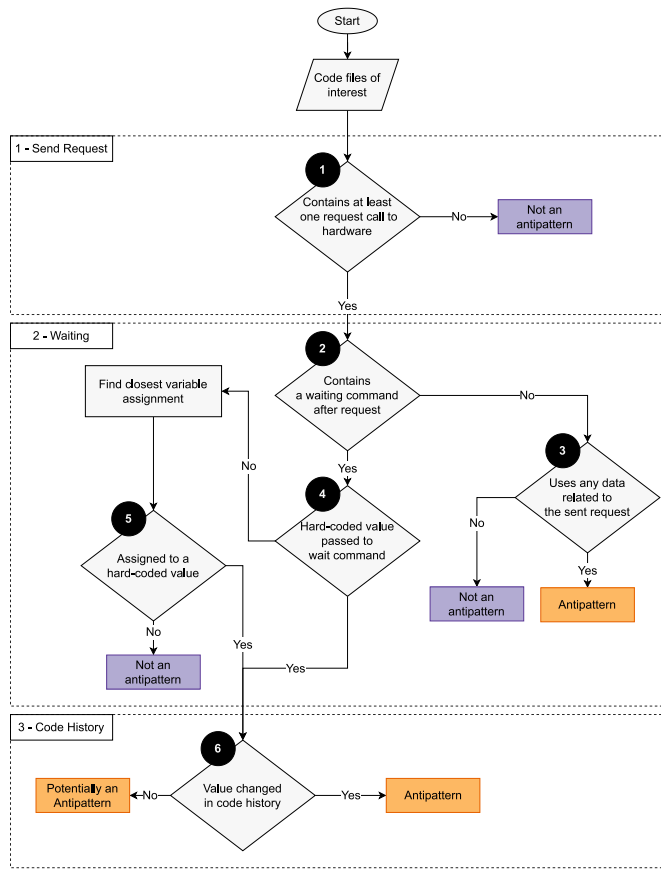 Start
Code files of
interest
1 - Send Request
1
Contains at least
one request call to
hardware
No
Not an
antipattern
Yes
2 - Waiting
2
Contains
a waiting command
after request
Find closest variable
assignment
No
Yes
No
3
Uses any data
related to
the sent request
4
Hard-coded value
passed to
wait command
5
Assigned to a
hard-coded value
No
Yes
Not an
antipattern
Antipattern
No
Yes
Yes
Not an
antipattern
3 - Code History
6
Value changed
in code history
Potentially an
Antipattern
No
Yes
Antipattern